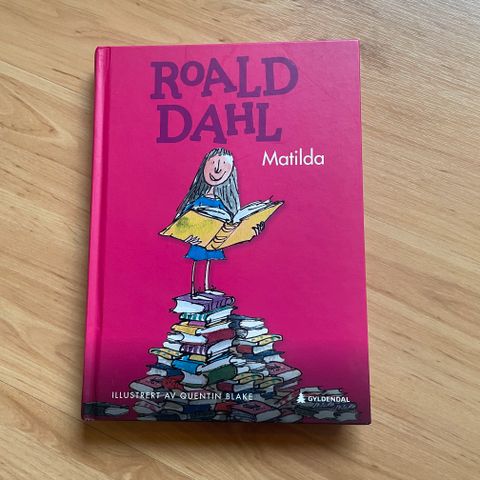 ROALD
DAHL
Matilda
ILLUSTRERT AV QUENTIN BLAKE
GYLDENDAL